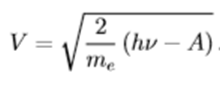 V = √(2/mₑ (hν − A)).